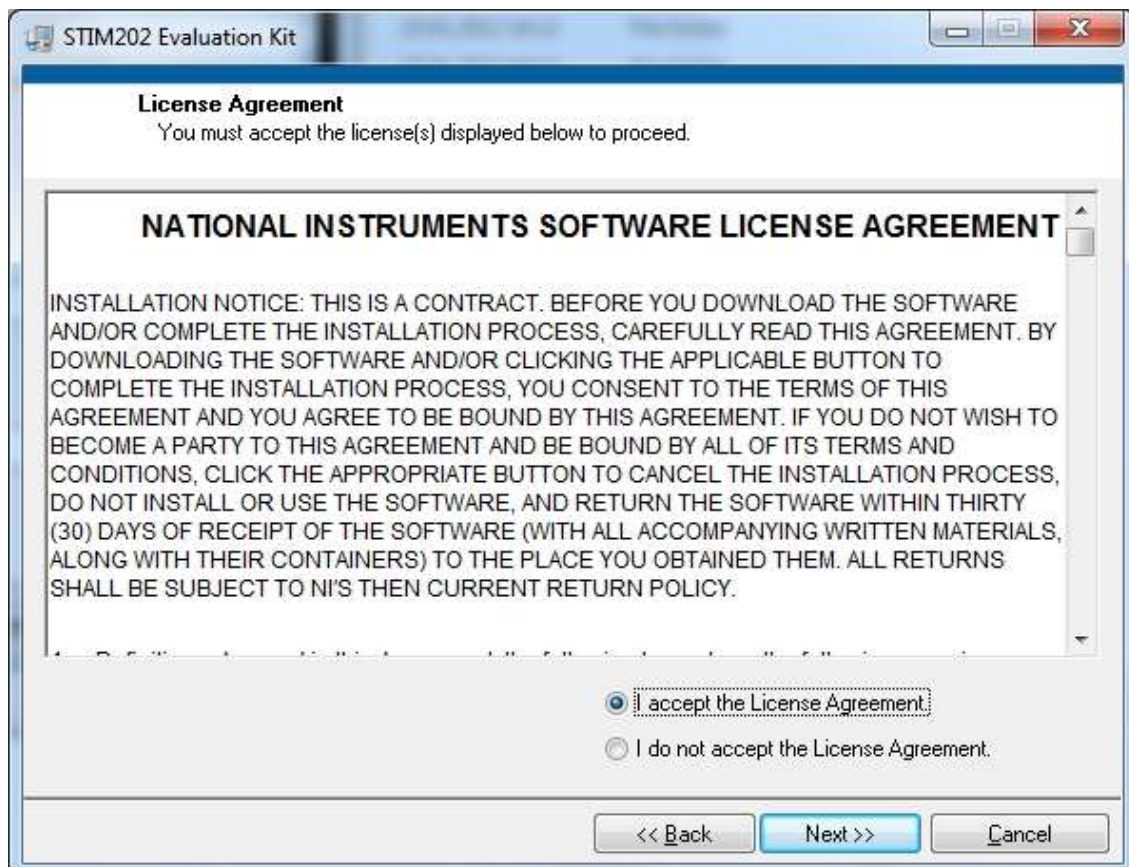 STIM202 Evaluation Kit
License Agreement
You must accept the license(s) displayed below to proceed.
NATIONAL INSTRUMENTS SOFTWARE LICENSE AGREEMENT
INSTALLATION NOTICE: THIS IS A CONTRACT. BEFORE YOU DOWNLOAD THE SOFTWARE
AND/OR COMPLETE THE INSTALLATION PROCESS, CAREFULLY READ THIS AGREEMENT. BY
DOWNLOADING THE SOFTWARE AND/OR CLICKING THE APPLICABLE BUTTON TO
COMPLETE THE INSTALLATION PROCESS, YOU CONSENT TO THE TERMS OF THIS
AGREEMENT AND YOU AGREE TO BE BOUND BY THIS AGREEMENT. IF YOU DO NOT WISH TO
BECOME A PARTY TO THIS AGREEMENT AND BE BOUND BY ALL OF ITS TERMS AND
CONDITIONS, CLICK THE APPROPRIATE BUTTON TO CANCEL THE INSTALLATION PROCESS,
DO NOT INSTALL OR USE THE SOFTWARE, AND RETURN THE SOFTWARE WITHIN THIRTY
(30) DAYS OF RECEIPT OF THE SOFTWARE (WITH ALL ACCOMPANYING WRITTEN MATERIALS,
ALONG WITH THEIR CONTAINERS) TO THE PLACE YOU OBTAINED THEM. ALL RETURNS
SHALL BE SUBJECT TO NI'S THEN CURRENT RETURN POLICY.
I accept the License Agreement.
I do not accept the License Agreement.
<< Back
Next >>
Cancel